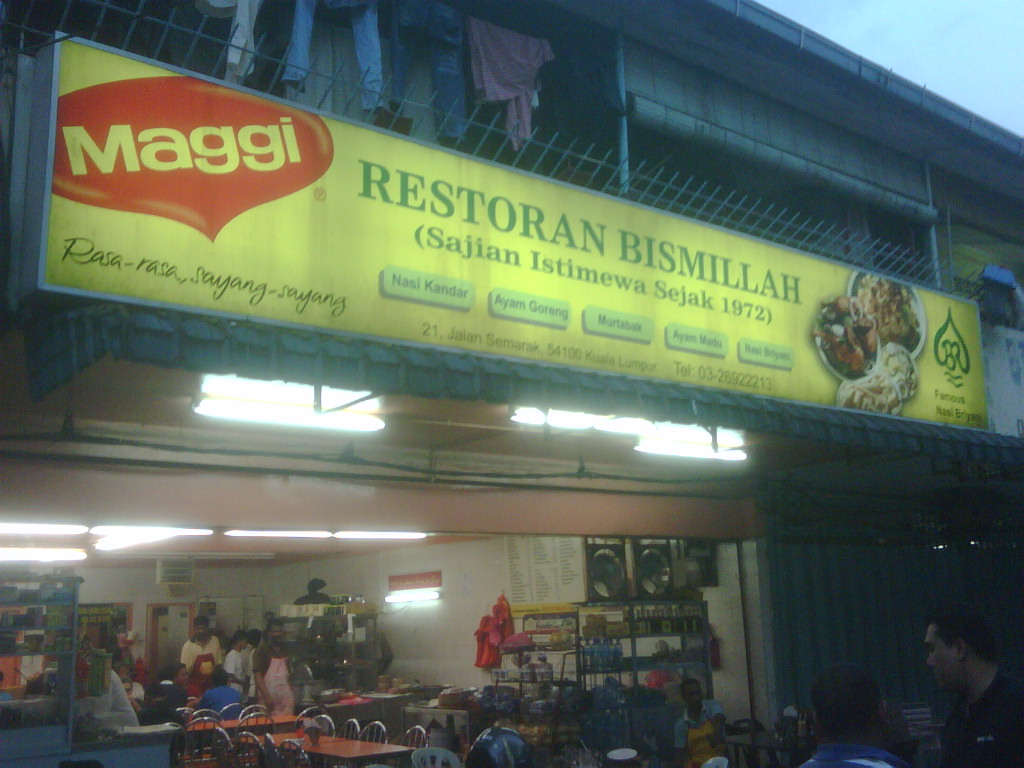 Maggi
®
Rasa-rasa, sayang-sayang
RESTORAN BISMILLAH
(Sajian Istimewa Sejak 1972)
Nasi Kandar
Ayam Goreng
Murtabak
Ayam Madu
Nasi Briyani
21, Jalan Semarak, 54100 Kuala Lumpur.
Tel: 03-26922213
Famous
Nasi Briyani